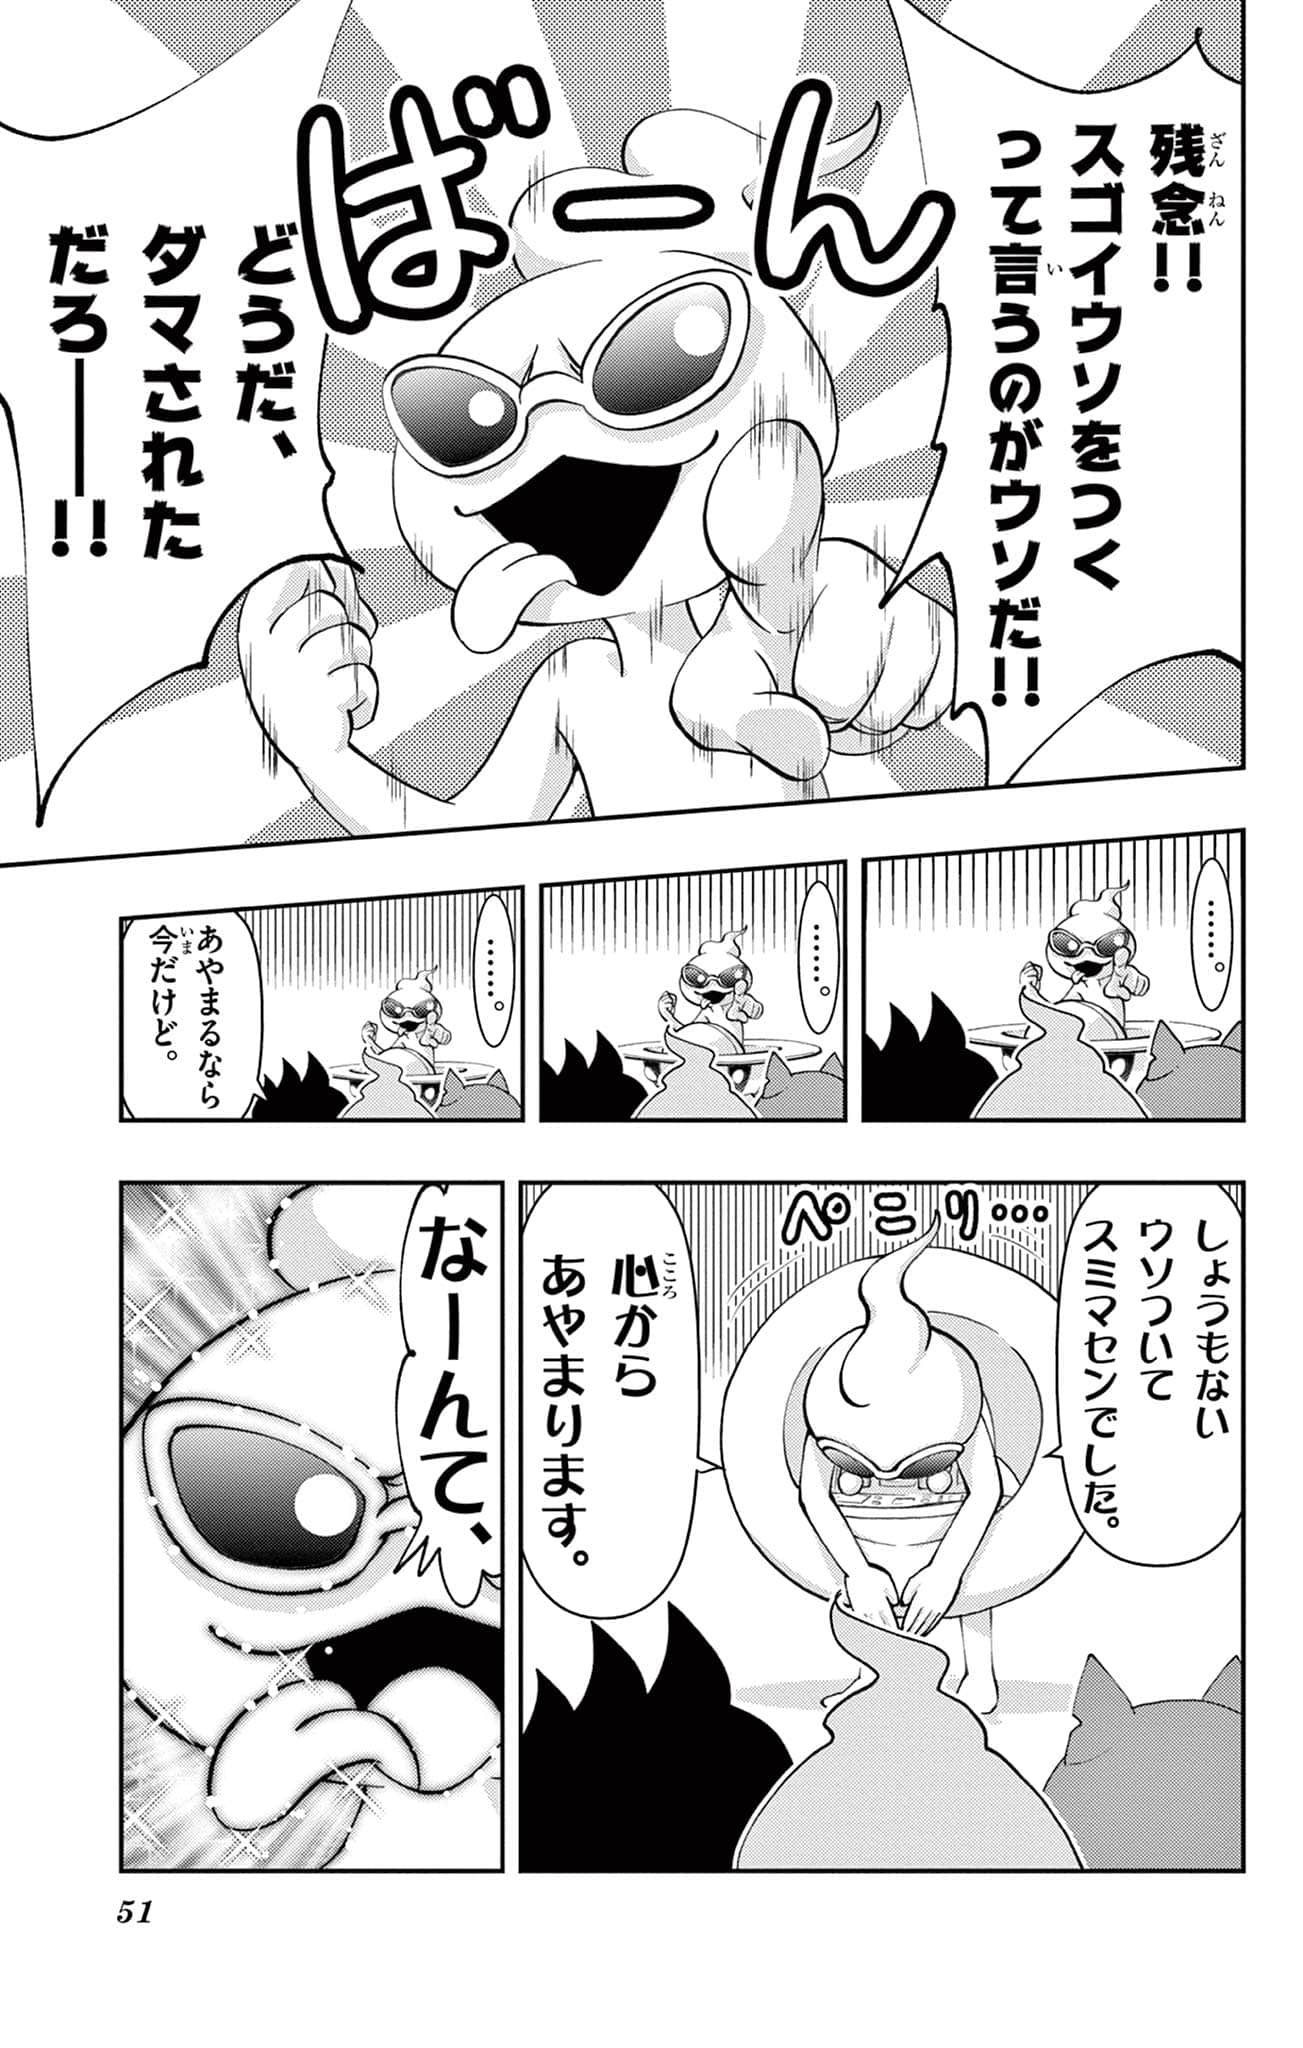 残念!!
スゴイウソをつく
って言うのがウソだ!!
ばーん
どうだ、
ダマされた
だろ――!!
………。
………。
………。
あやまるなら
今だけど。
しょうもない
ウソついて
スミマセンでした。
ペこり…
心から
あやまります。
なーんて、
51